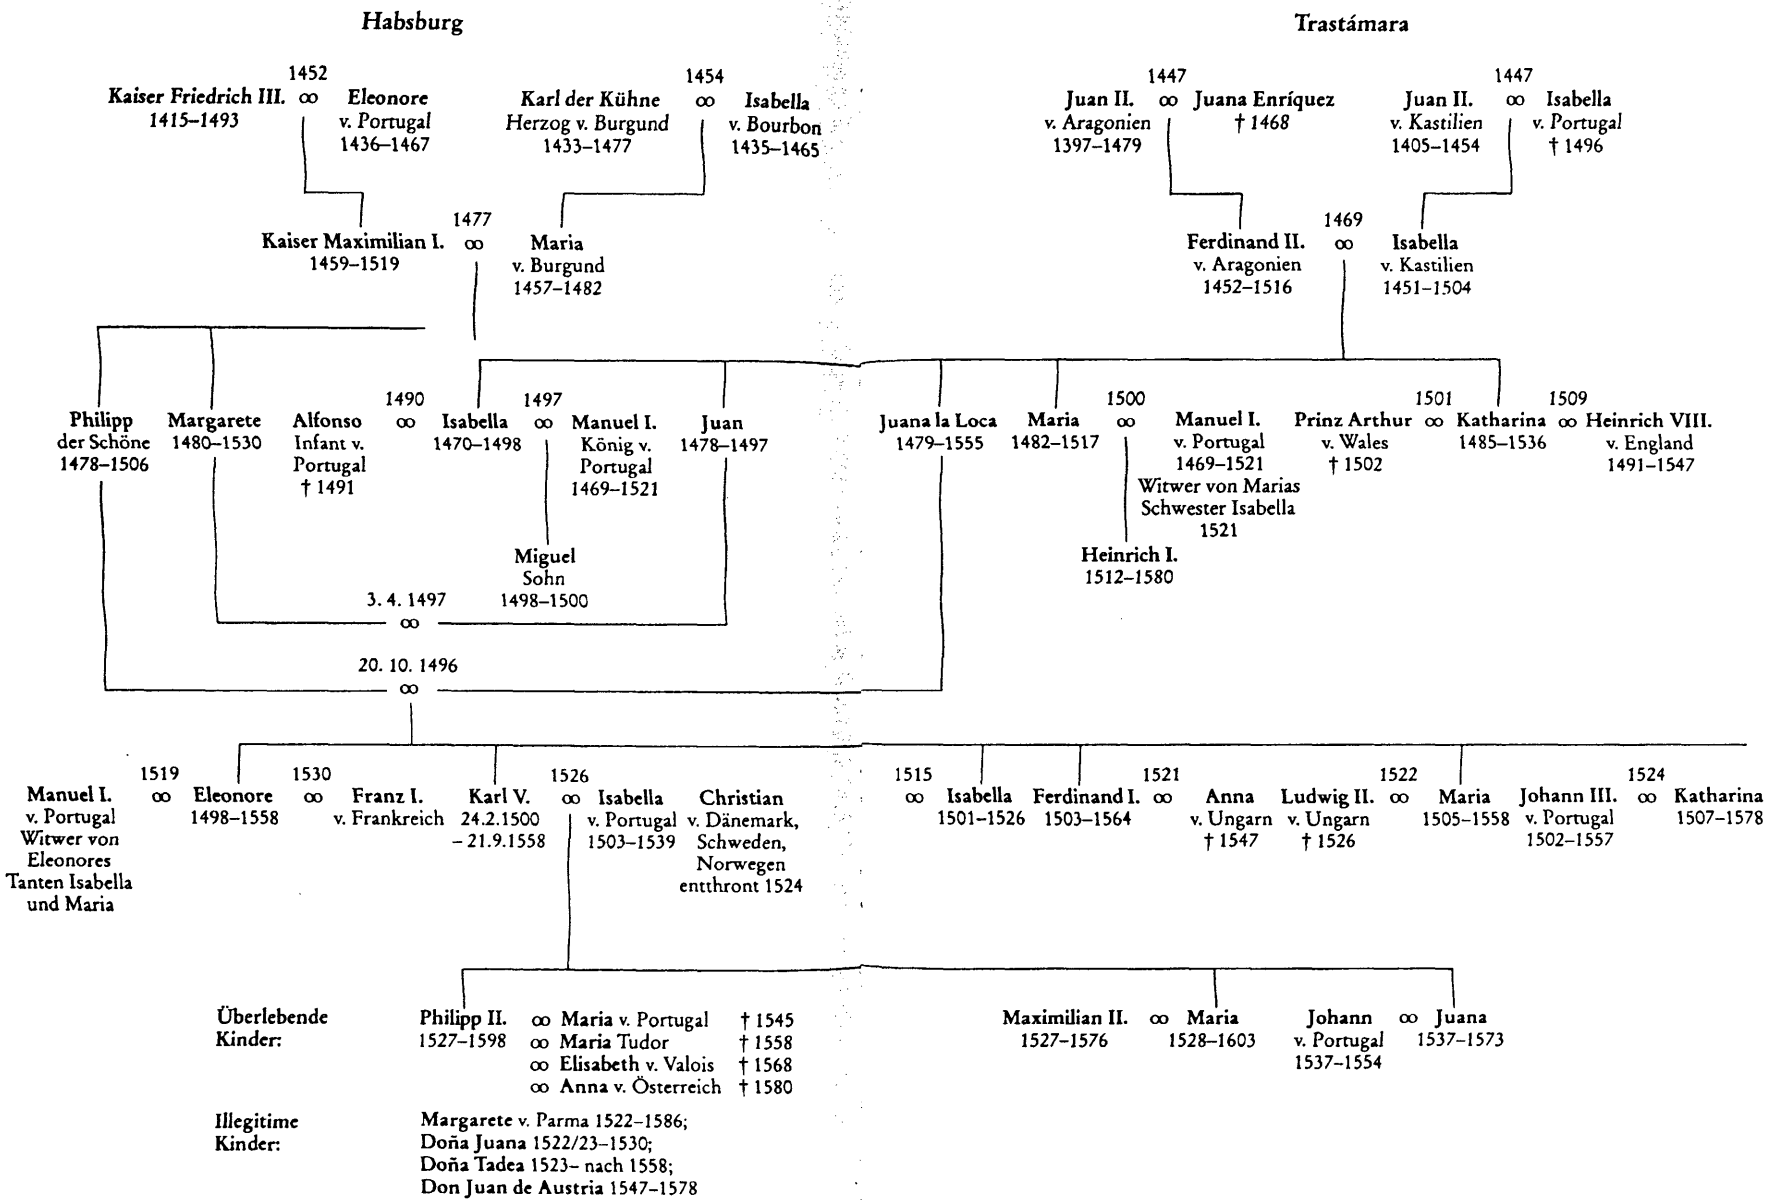 Habsburg
Trastámara
1452
Kaiser Friedrich III. ∞ Eleonore
1415–1493
v. Portugal
1436–1467
1454
Karl der Kühne ∞ Isabella
Herzog v. Burgund
v. Bourbon
1433–1477
1435–1465
1447
Juan II. ∞ Juana Enríquez
v. Aragonien
† 1468
1397–1479
1447
Juan II. ∞ Isabella
v. Kastilien
v. Portugal
1405–1454
† 1496
1477
Kaiser Maximilian I. ∞ Maria
1459–1519
v. Burgund
1457–1482
1469
Ferdinand II. ∞ Isabella
v. Aragonien
v. Kastilien
1452–1516
1451–1504
Philipp
der Schöne
1478–1506
Margarete
1480–1530
1490
1497
Alfonso ∞ Isabella ∞ Manuel I.
Infant v.
Portugal
† 1491
1470–1498
König v.
Portugal
1469–1521
Juan
1478–1497
Juana la Loca
1479–1555
1500
Maria ∞ Manuel I.
1482–1517
v. Portugal
1469–1521
Witwer von Marias
Schwester Isabella
1521
1501
1509
Prinz Arthur ∞ Katharina ∞ Heinrich VIII.
v. Wales
† 1502
1485–1536
v. England
1491–1547
Miguel
Sohn
1498–1500
Heinrich I.
1512–1580
3. 4. 1497
∞
20. 10. 1496
∞
1519
1530
Manuel I. ∞ Eleonore ∞ Franz I.
v. Portugal
Witwer von
Eleonores
Tanten Isabella
und Maria
1498–1558
v. Frankreich
1526
Karl V. ∞ Isabella
24.2.1500
– 21.9.1558
v. Portugal
1503–1539
Christian
v. Dänemark,
Schweden,
Norwegen
entthront 1524
1515
∞ Isabella
1501–1526
1521
Ferdinand I. ∞ Anna
1503–1564
v. Ungarn
† 1547
1522
Ludwig II. ∞ Maria
v. Ungarn
† 1526
1505–1558
1524
Johann III. ∞ Katharina
v. Portugal
1502–1557
1507–1578
Überlebende
Kinder:
Philipp II. ∞ Maria v. Portugal † 1545
1527–1598 ∞ Maria Tudor † 1558
∞ Elisabeth v. Valois † 1568
∞ Anna v. Österreich † 1580
Maximilian II. ∞ Maria
1527–1576
1528–1603
Johann ∞ Juana
v. Portugal
1537–1554
1537–1573
Illegitime
Kinder:
Margarete v. Parma 1522–1586;
Doña Juana 1522/23–1530;
Doña Tadea 1523– nach 1558;
Don Juan de Austria 1547–1578